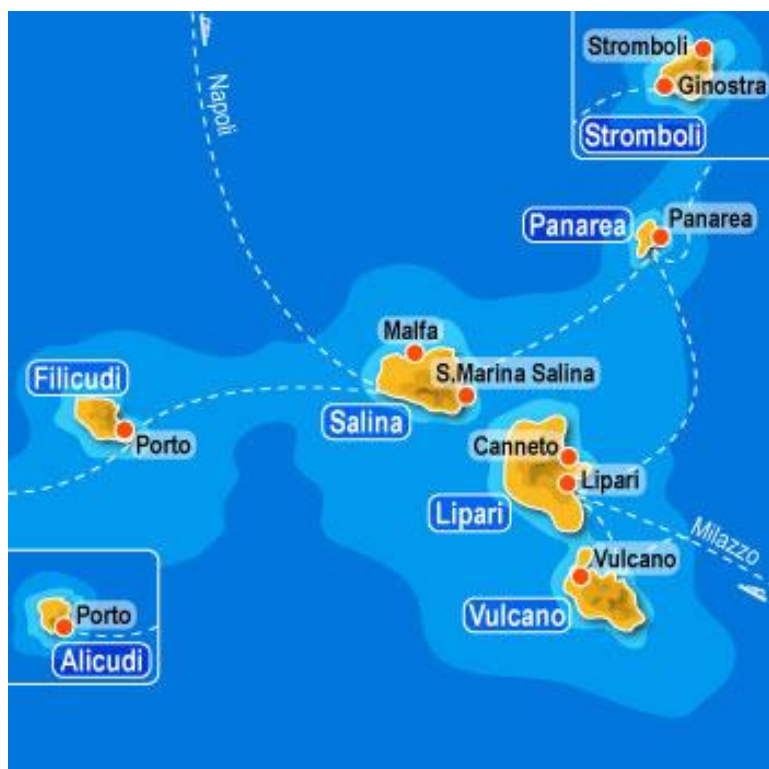 Napoli
Stromboli
Ginostra
Stromboli
Panarea
Panarea
Malfa
S.Marina Salina
Salina
Filicudi
Porto
Canneto
Lipari
Lipari
Milazzo
Vulcano
Vulcano
Porto
Alicudi